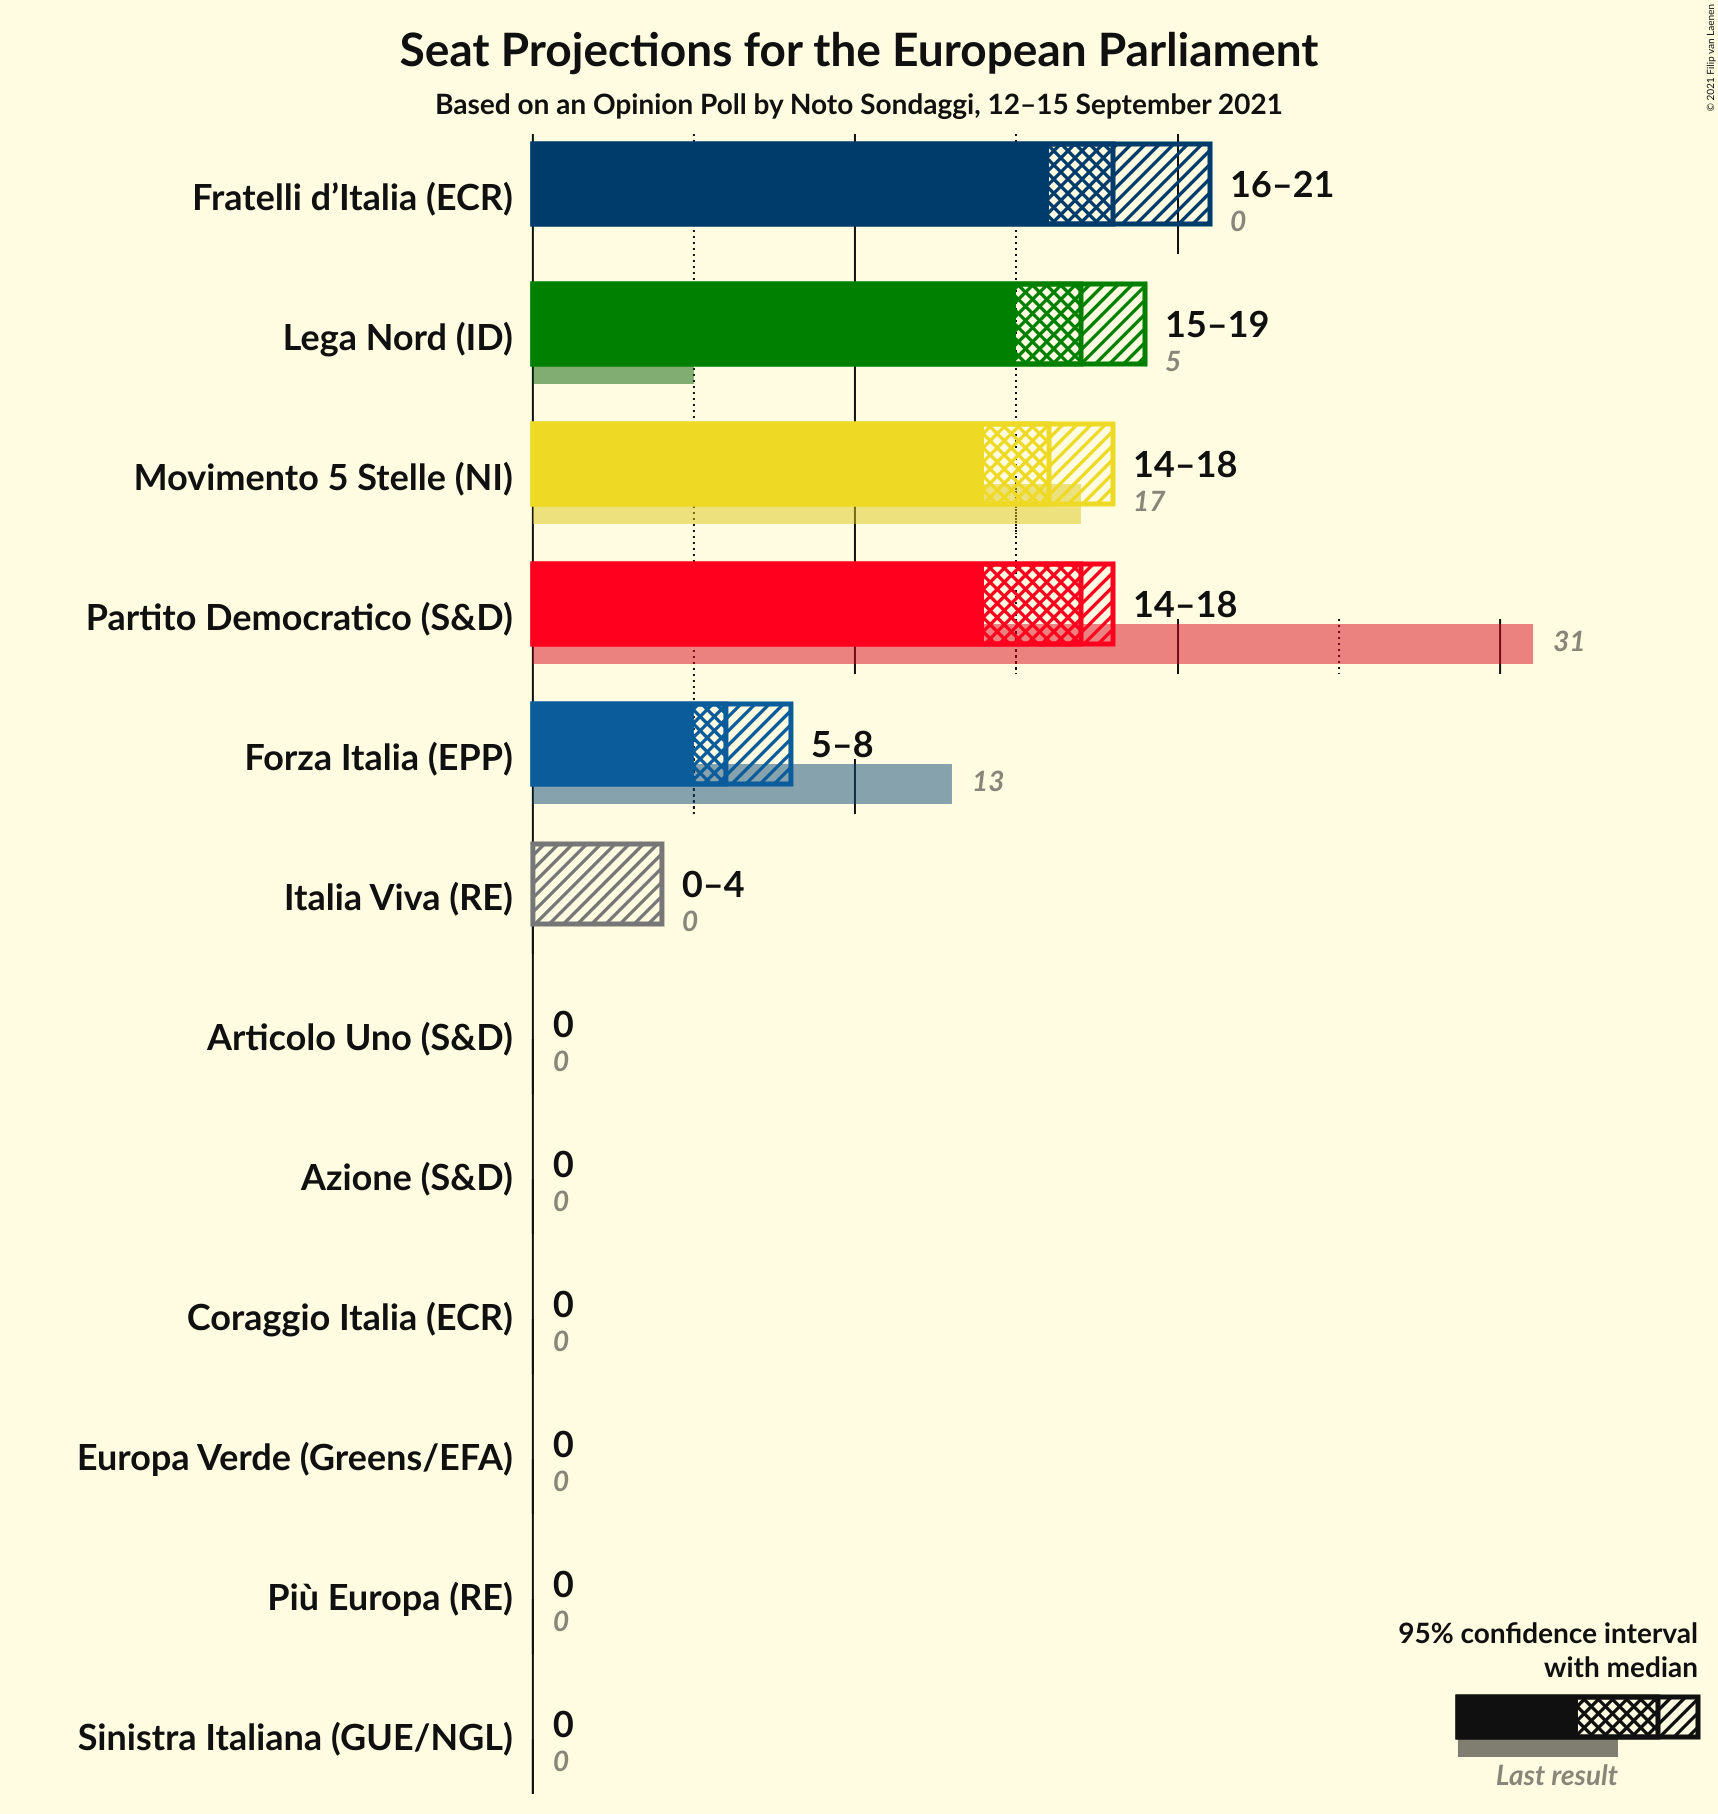 Seat Projections for the European Parliament
Based on an Opinion Poll by Noto Sondaggi, 12–15 September 2021
© 2021 Filip van Laenen
Fratelli d’Italia (ECR)
16–21
0
Lega Nord (ID)
15–19
5
Movimento 5 Stelle (NI)
14–18
17
Partito Democratico (S&D)
14–18
31
Forza Italia (EPP)
5–8
13
Italia Viva (RE)
0–4
0
Articolo Uno (S&D)
0
0
Azione (S&D)
0
0
Coraggio Italia (ECR)
0
0
Europa Verde (Greens/EFA)
0
0
Più Europa (RE)
0
0
Sinistra Italiana (GUE/NGL)
0
0
95% confidence interval
with median
Last result